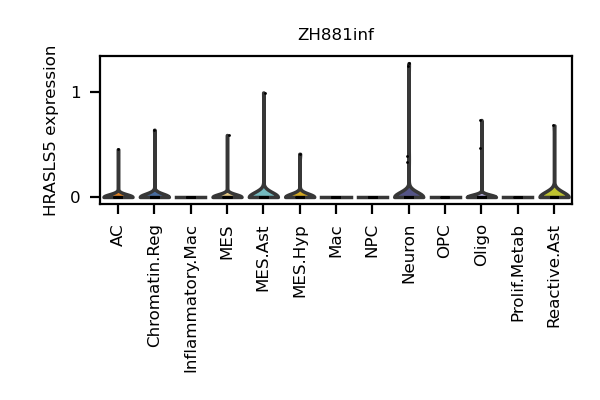 ZH881inf
HRASLS5 expression
1
0
AC
Chromatin.Reg
Inflammatory.Mac
MES
MES.Ast
MES.Hyp
Mac
NPC
Neuron
OPC
Oligo
Prolif.Metab
Reactive.Ast